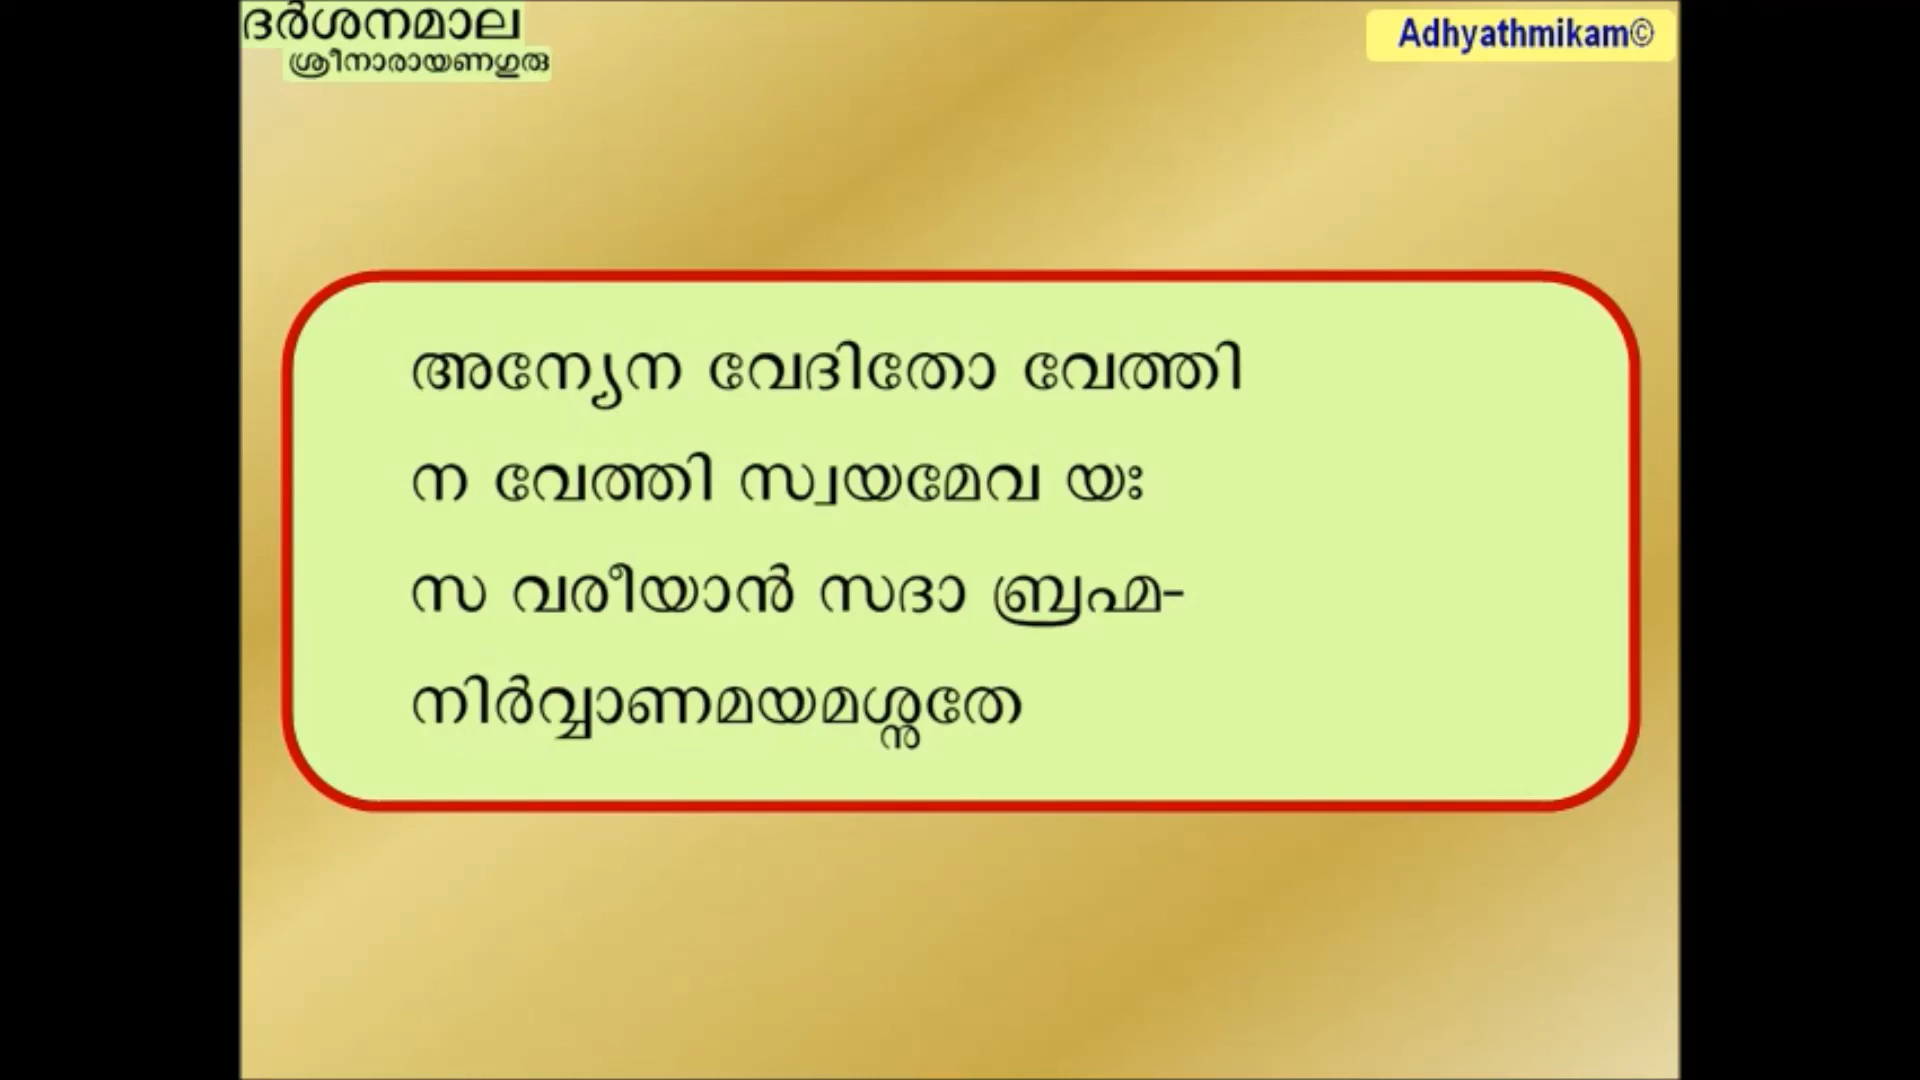 ദർശനമാല
ശ്രീനാരായണഗുരു
Adhyathmikam©
അന്യേന വേദിതോ വേത്തി
ന വേത്തി സ്വയമേവ യഃ
സ വരീയാൻ സദാ ബ്രഹ്മ-
നിർവ്വാണമയമശ്നുതേ